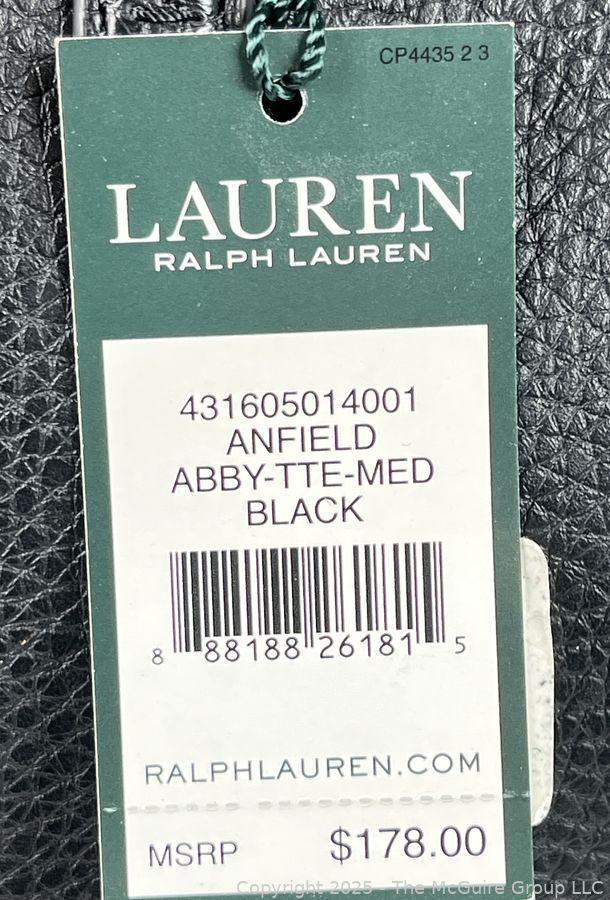 CP4435 2 3
LAUREN
RALPH LAUREN
431605014001
ANFIELD
ABBY-TTE-MED
BLACK
8 88188 26181 5
RALPHLAUREN.COM
MSRP $178.00
Copyright 2025 - The McGuire Group LLC